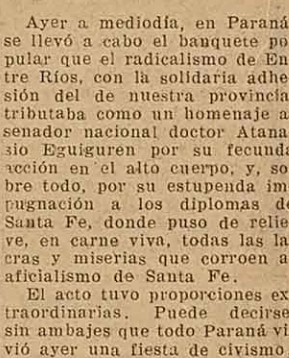 Ayer a mediodía, en Paraná
se llevó a cabo el banquete po
pular que el radicalismo de En
tre Ríos, con la solidaria adhe
sión del de nuestra provincia
tributaba como un homenaje a
senador nacional doctor Atana
sio Eguiguren por su fecunda
acción en el alto cuerpo, y, so
bre todo, por su estupenda im
pugnación a los diplomas de
Santa Fe, donde puso de relie
ve, en carne viva, todas las la
cras y miserias que corroen a
aficialismo de Santa Fe.
El acto tuvo proporciones ex
traordinarias. Puede decirse
sin ambajes que todo Paraná vi
vió ayer una fiesta de civismo